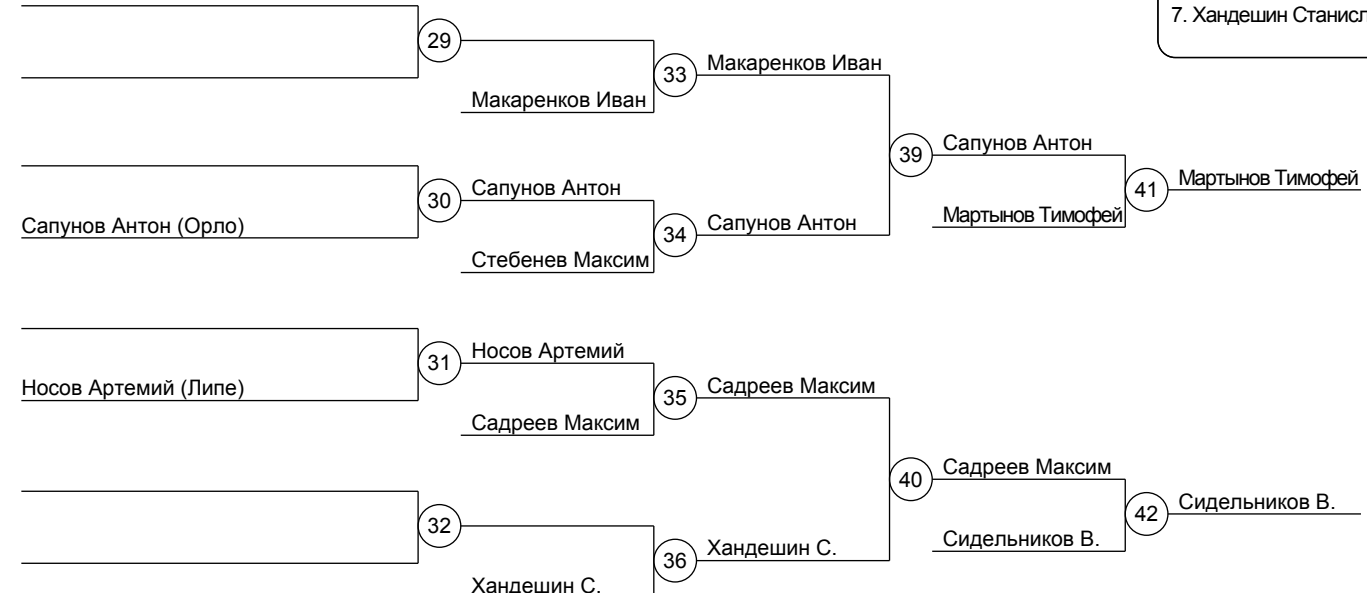 7. Хандешин Станисл
29
Макаренков Иван
33
Макаренков Иван
39
Сапунов Антон
Сапунов Антон
30
Мартынов Тимофей
41
Сапунов Антон
Мартынов Тимофей
Сапунов Антон (Орло)
34
Стебенев Максим
Носов Артемий
31
Садреев Максим
Носов Артемий (Липе)
35
Садреев Максим
Садреев Максим
40
Сидельников В.
42
32
Сидельников В.
Хандешин С.
36
Хандешин С.